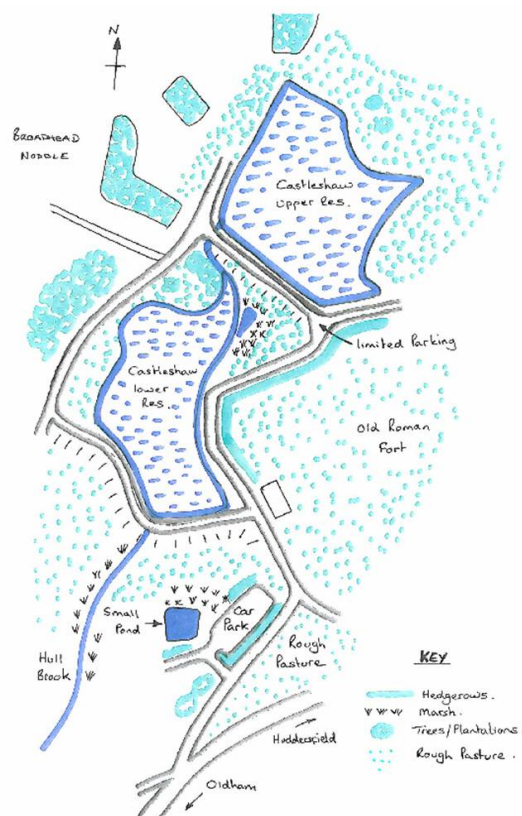 N
BROADHEAD
NODDLE
Castleshaw
Upper Res.
Limited Parking
Castleshaw
lower
Res.
Old Roman
Fort
Small
Pond
Car
Park
Rough
Pasture
Hull
Brook
KEY
Hedgerows.
Marsh.
Trees/Plantations
Rough Pasture.
Huddersfield
Oldham